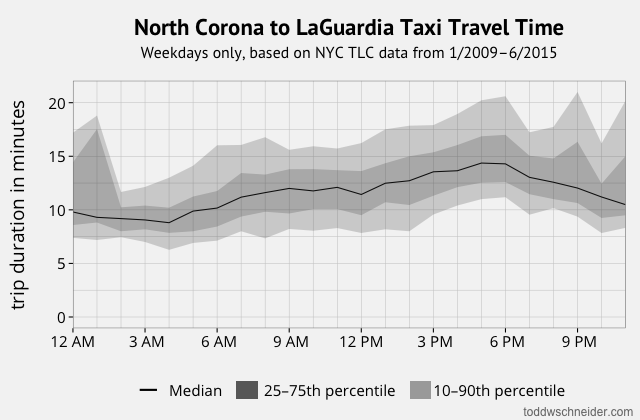 North Corona to LaGuardia Taxi Travel Time
Weekdays only, based on NYC TLC data from 1/2009–6/2015
trip duration in minutes
20
15
10
5
0
12 AM 3 AM 6 AM 9 AM 12 PM 3 PM 6 PM 9 PM
Median 25–75th percentile 10–90th percentile
toddwschneider.com